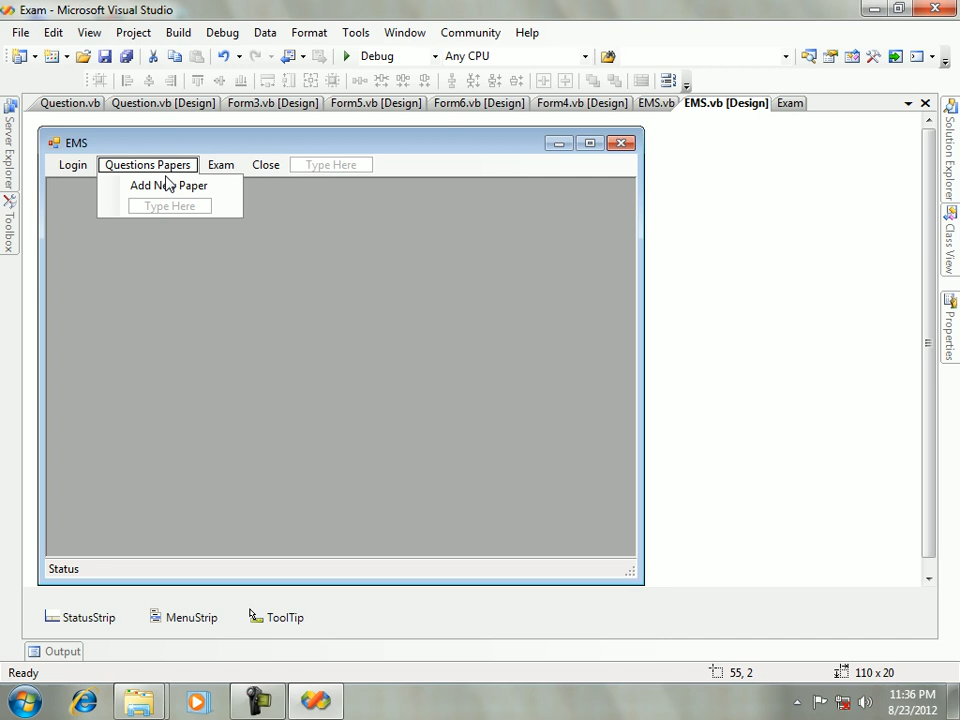 Exam - Microsoft Visual Studio
File Edit View Project Build Debug Data Format Tools Window Community Help
Debug Any CPU
Question.vb Question.vb [Design] Form3.vb [Design] Form5.vb [Design] Form6.vb [Design] Form4.vb [Design] EMS.vb EMS.vb [Design] Exam
Server Explorer
Toolbox
Solution Explorer
Class View
Properties
EMS
Login Questions Papers Exam Close Type Here
Add New Paper
Type Here
Status
StatusStrip MenuStrip ToolTip
Output
Ready 55, 2 110 x 20
11:36 PM
8/23/2012